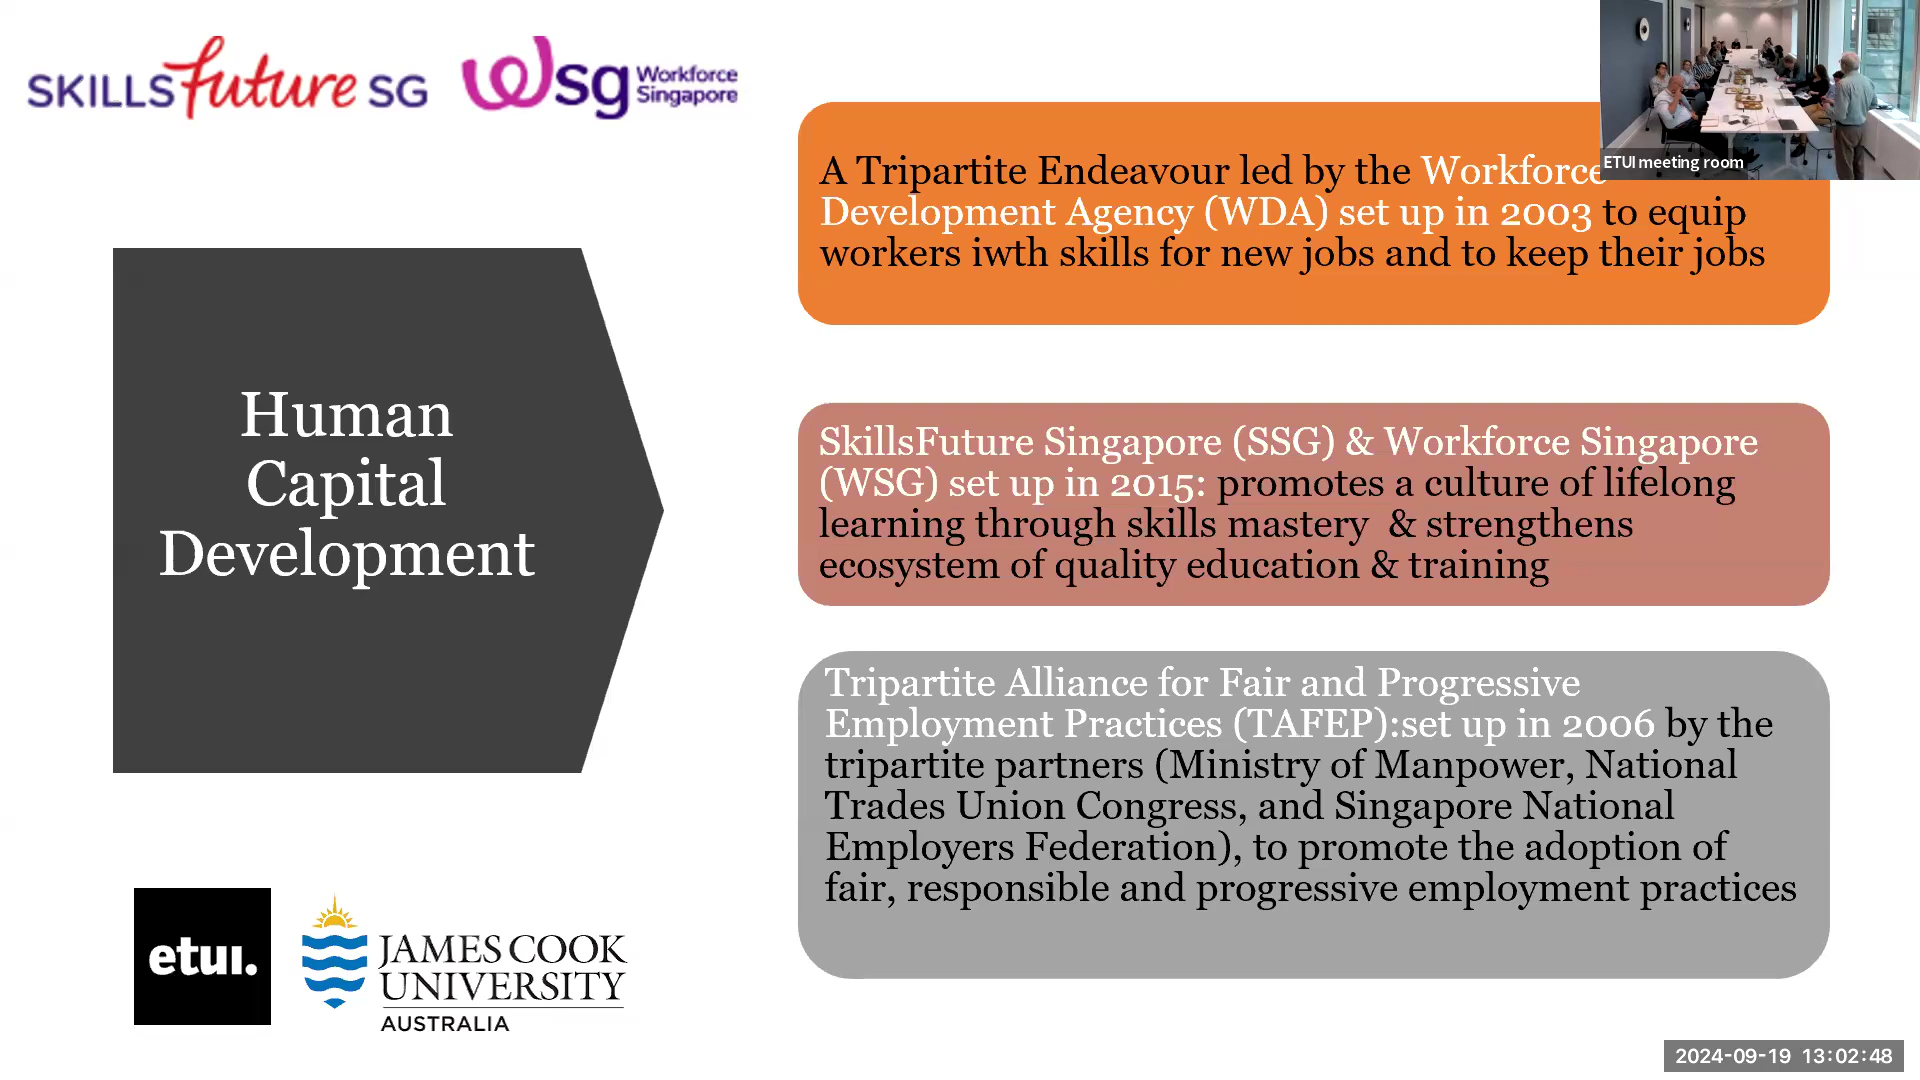 SKILLSfuture SG
wsg Workforce
Singapore
ETUI meeting room
A Tripartite Endeavour led by the Workforce
Development Agency (WDA) set up in 2003 to equip
workers iwth skills for new jobs and to keep their jobs
Human
Capital
Development
SkillsFuture Singapore (SSG) & Workforce Singapore
(WSG) set up in 2015: promotes a culture of lifelong
learning through skills mastery & strengthens
ecosystem of quality education & training
Tripartite Alliance for Fair and Progressive
Employment Practices (TAFEP):set up in 2006 by the
tripartite partners (Ministry of Manpower, National
Trades Union Congress, and Singapore National
Employers Federation), to promote the adoption of
fair, responsible and progressive employment practices
etui.
JAMES COOK
UNIVERSITY
AUSTRALIA
2024-09-19 13:02:48